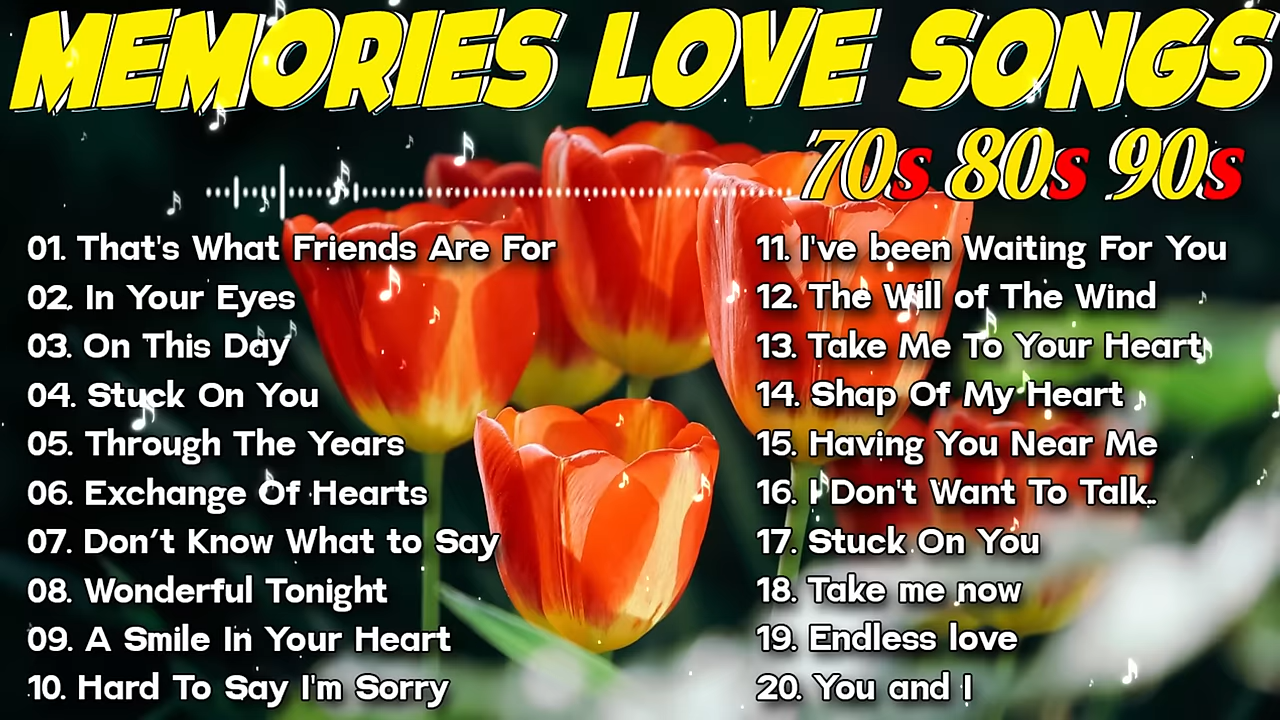 MEMORIES LOVE SONGS
70s 80s 90s
01. That's What Friends Are For
02. In Your Eyes
03. On This Day
04. Stuck On You
05. Through The Years
06. Exchange Of Hearts
07. Don’t Know What to Say
08. Wonderful Tonight
09. A Smile In Your Heart
10. Hard To Say I'm Sorry
11. I've been Waiting For You
12. The Will of The Wind
13. Take Me To Your Heart
14. Shap Of My Heart
15. Having You Near Me
16. I Don't Want To Talk..
17. Stuck On You
18. Take me now
19. Endless love
20. You and I